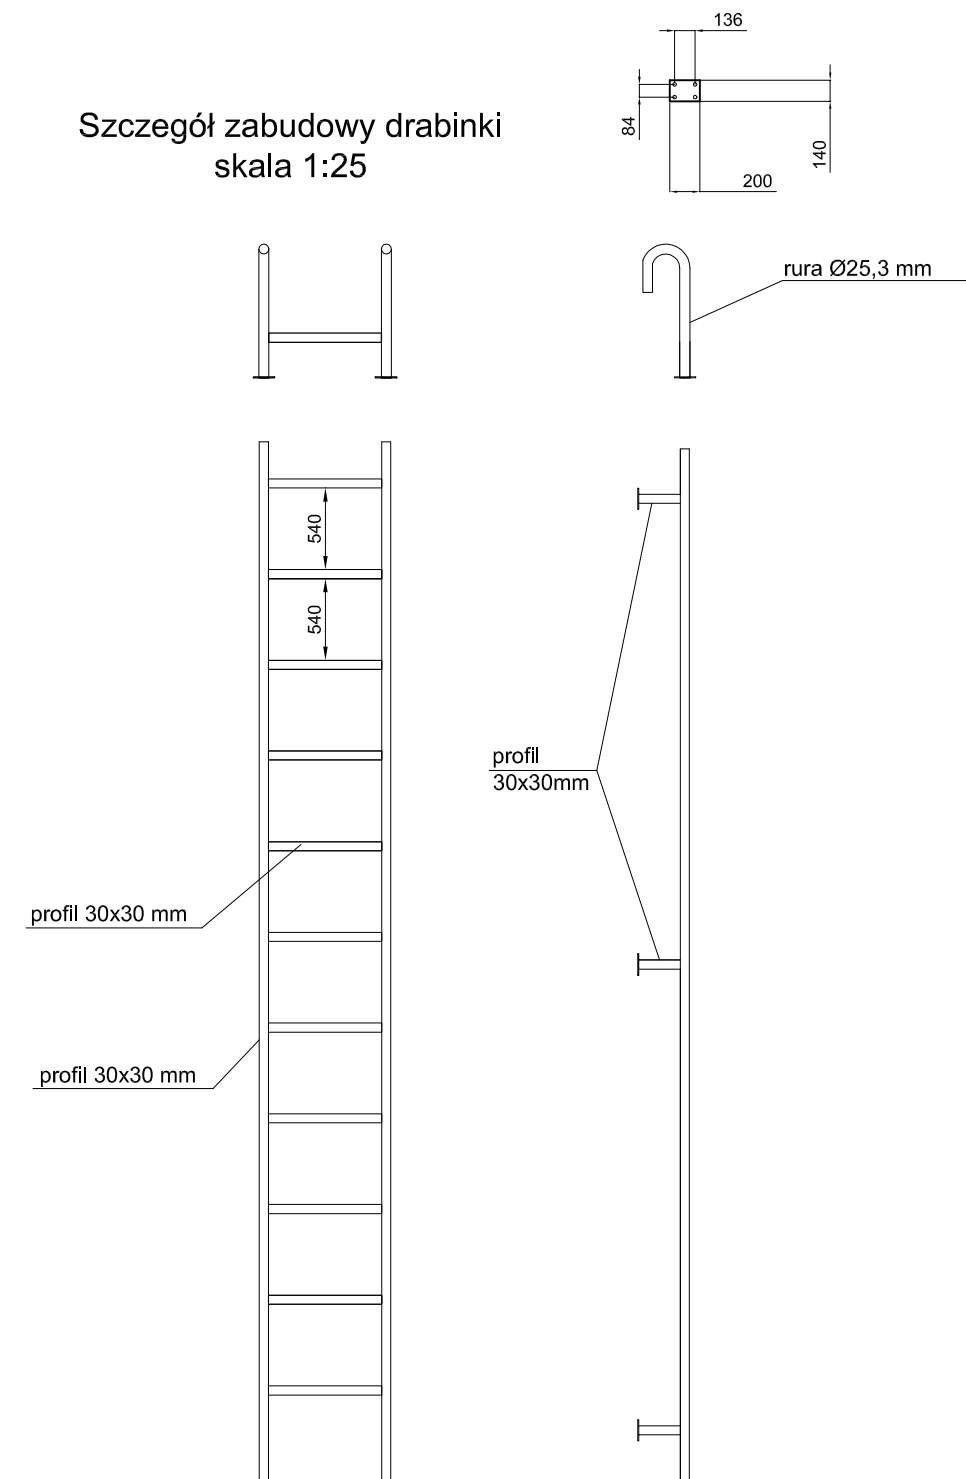 136
Szczegół zabudowy drabinki
skala 1:25
84
140
200
rura Ø25,3 mm
540
540
profil
30x30mm
profil 30x30 mm
profil 30x30 mm